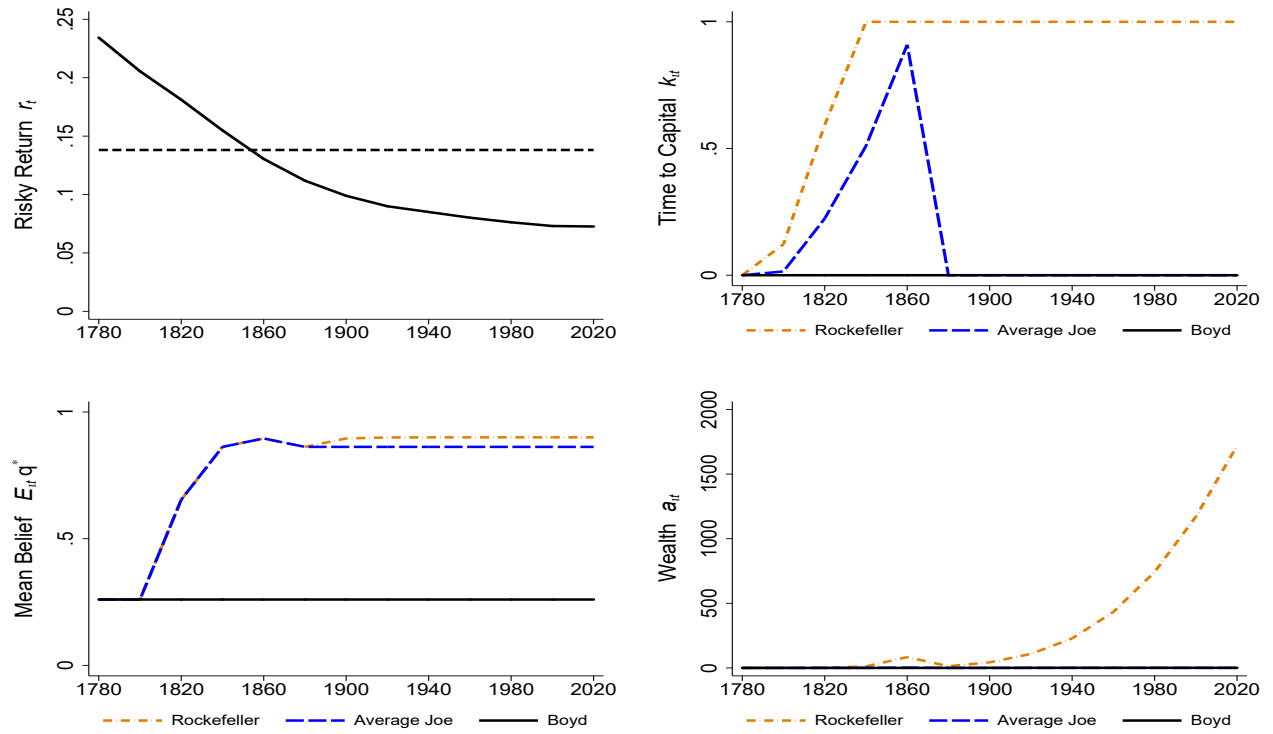 Risky Return r_t
.25
.2
.15
.1
.05
0
1780 1820 1860 1900 1940 1980 2020
Time to Capital k_ιt
1
.5
0
1780 1820 1860 1900 1940 1980 2020
Rockefeller Average Joe Boyd
Mean Belief E_ιt q*
1
.5
0
1780 1820 1860 1900 1940 1980 2020
Rockefeller Average Joe Boyd
Wealth a_ιt
2000
1500
1000
500
0
1780 1820 1860 1900 1940 1980 2020
Rockefeller Average Joe Boyd